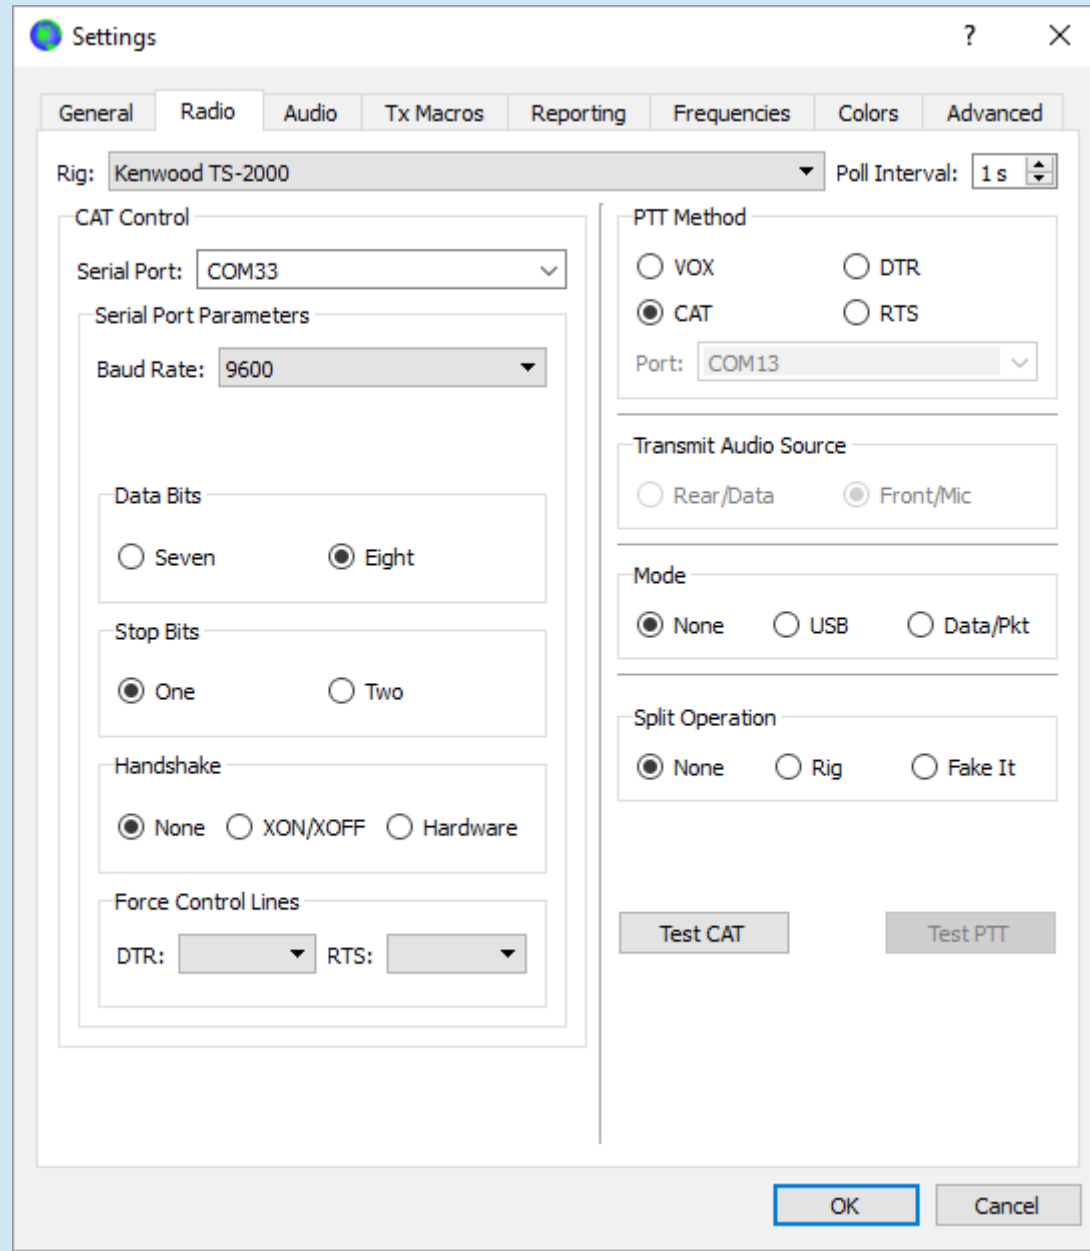 Settings
?
General Radio Audio Tx Macros Reporting Frequencies Colors Advanced
Rig: Kenwood TS-2000 Poll Interval: 1 s
CAT Control
Serial Port: COM33
Serial Port Parameters
Baud Rate: 9600
Data Bits
Seven Eight
Stop Bits
One Two
Handshake
None XON/XOFF Hardware
Force Control Lines
DTR: RTS:
PTT Method
VOX DTR
CAT RTS
Port: COM13
Transmit Audio Source
Rear/Data Front/Mic
Mode
None USB Data/Pkt
Split Operation
None Rig Fake It
Test CAT Test PTT
OK Cancel